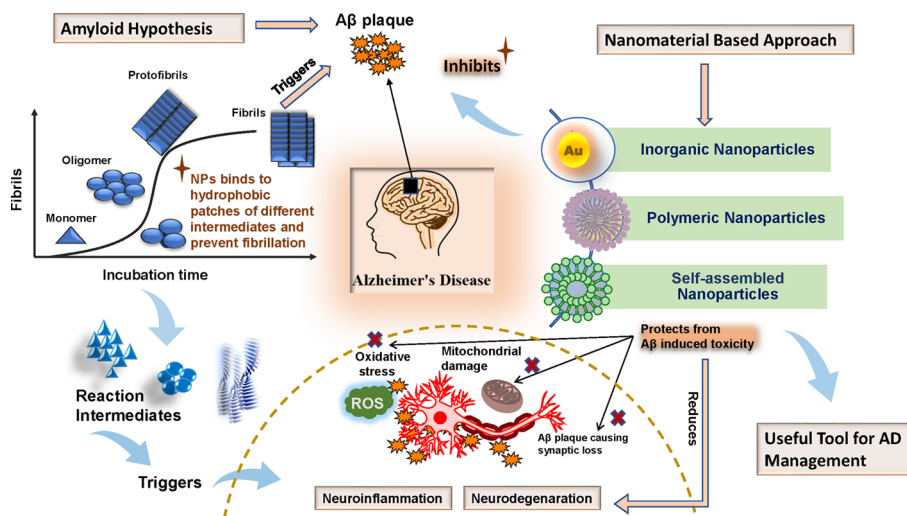 Amyloid Hypothesis
Aβ plaque
Nanomaterial Based Approach
Inhibits
Triggers
Protofibrils
Fibrils
Oligomer
Monomer
NPs binds to
hydrophobic
patches of different
intermediates and
prevent fibrillation
Fibrils
Incubation time
Au
Inorganic Nanoparticles
Polymeric Nanoparticles
Self-assembled
Nanoparticles
Alzheimer's Disease
Reaction
Intermediates
Triggers
Oxidative
stress
ROS
Mitochondrial
damage
Protects from
Aβ induced toxicity
Aβ plaque causing
synaptic loss
Reduces
Useful Tool for AD
Management
Neuroinflammation
Neurodegenaration